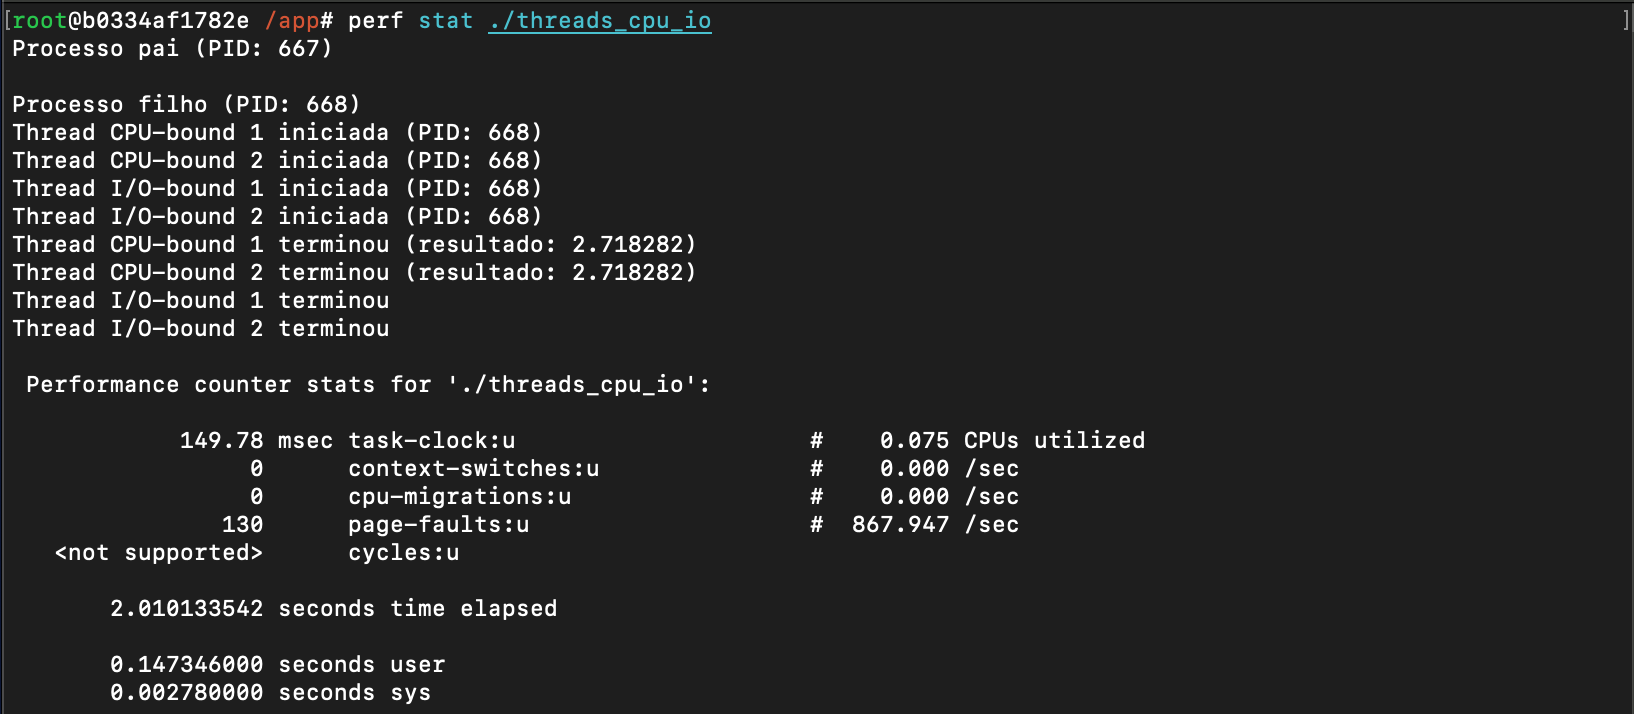 [root@b0334af1782e /app# perf stat ./threads_cpu_io ]
Processo pai (PID: 667)
Processo filho (PID: 668)
Thread CPU-bound 1 iniciada (PID: 668)
Thread CPU-bound 2 iniciada (PID: 668)
Thread I/O-bound 1 iniciada (PID: 668)
Thread I/O-bound 2 iniciada (PID: 668)
Thread CPU-bound 1 terminou (resultado: 2.718282)
Thread CPU-bound 2 terminou (resultado: 2.718282)
Thread I/O-bound 1 terminou
Thread I/O-bound 2 terminou
Performance counter stats for './threads_cpu_io':
149.78 msec task-clock:u # 0.075 CPUs utilized
0 context-switches:u # 0.000 /sec
0 cpu-migrations:u # 0.000 /sec
130 page-faults:u # 867.947 /sec
<not supported> cycles:u
2.010133542 seconds time elapsed
0.147346000 seconds user
0.002780000 seconds sys